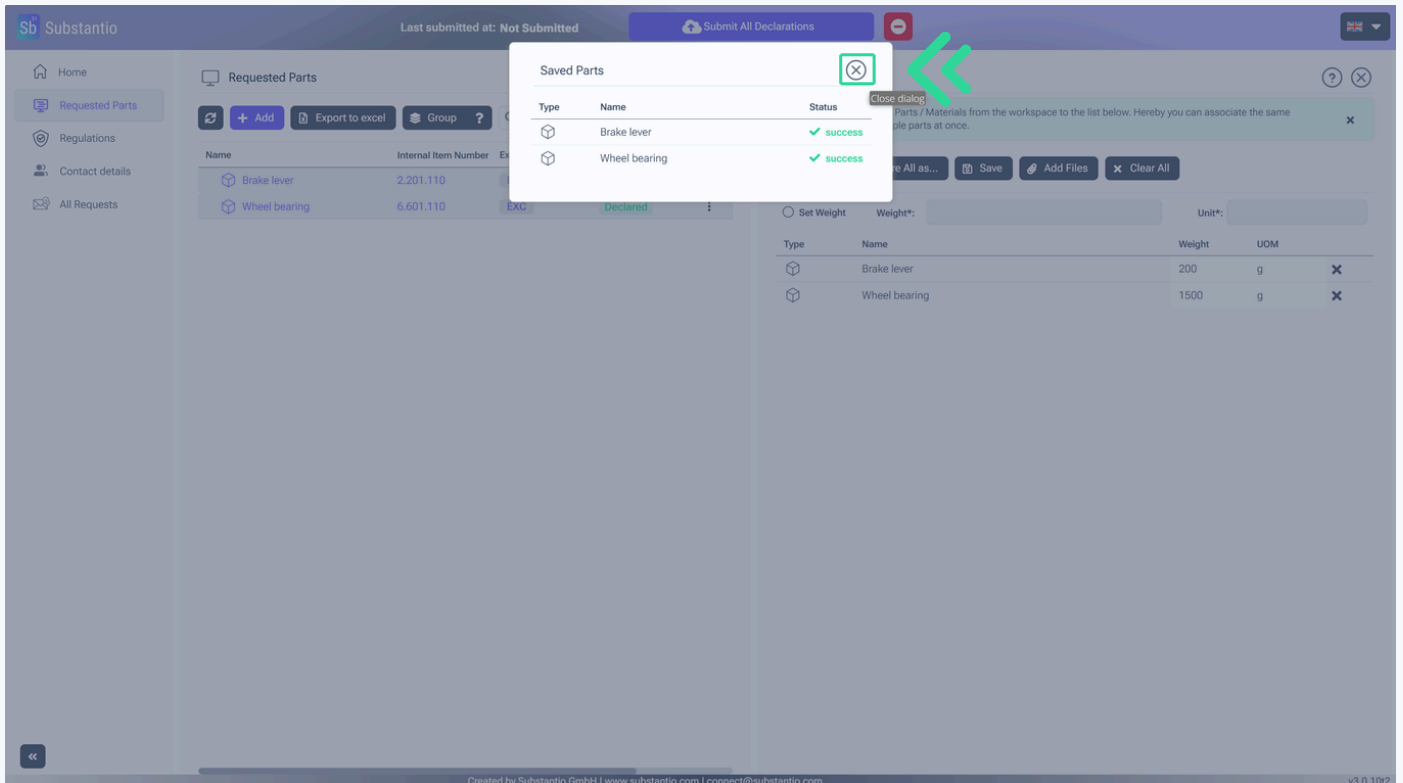 Sb Substantio
Last submitted at: Not Submitted
Submit All Declarations
Home
Requested Parts
Regulations
Contact details
All Requests
Requested Parts
+ Add
Export to excel
Group ?
Name
Internal Item Number
Brake lever
2.201.110
Wheel bearing
6.601.110
EXC
Declared
Saved Parts
Close dialog
Type
Name
Status
Brake lever
success
Wheel bearing
success
Parts / Materials from the workspace to the list below. Hereby you can associate the same
parts at once.
All as...
Save
Add Files
Clear All
Set Weight
Weight*:
Unit*:
Type
Name
Weight
UOM
Brake lever
200
g
Wheel bearing
1500
g
Created by Substantio GmbH | www.substantio.com | connect@substantio.com
v3.0.10r2